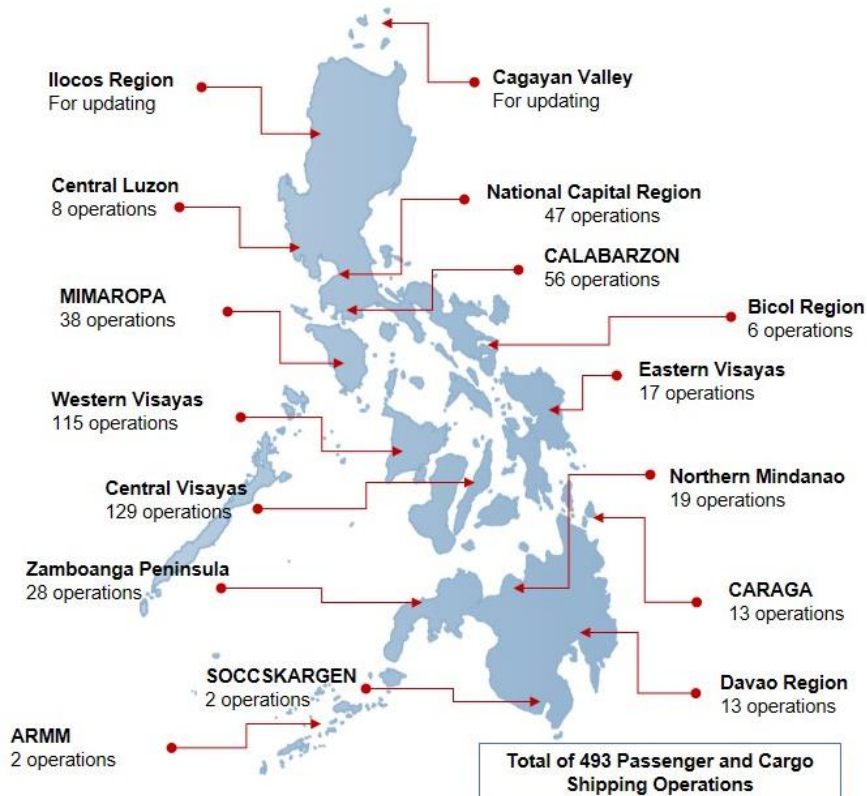 Ilocos Region
For updating
Cagayan Valley
For updating
Central Luzon
8 operations
National Capital Region
47 operations
CALABARZON
56 operations
MIMAROPA
38 operations
Bicol Region
6 operations
Eastern Visayas
17 operations
Western Visayas
115 operations
Northern Mindanao
19 operations
Central Visayas
129 operations
Zamboanga Peninsula
28 operations
CARAGA
13 operations
SOCCSKARGEN
2 operations
Davao Region
13 operations
ARMM
2 operations
Total of 493 Passenger and Cargo
Shipping Operations